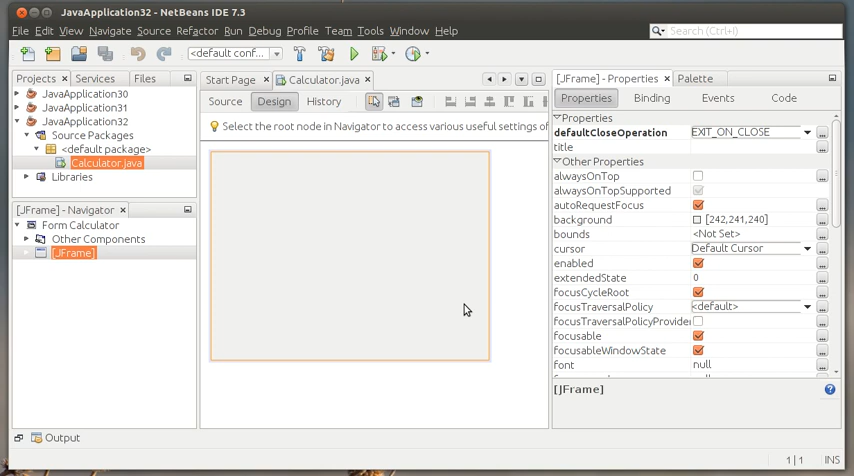 JavaApplication32 - NetBeans IDE 7.3
File Edit View Navigate Source Refactor Run Debug Profile Team Tools Window Help
Search (Ctrl+I)
<default conf...
Projects Services Files
JavaApplication30
JavaApplication31
JavaApplication32
Source Packages
<default package>
Calculator.java
Libraries
[JFrame] - Navigator
Form Calculator
Other Components
[JFrame]
Start Page Calculator.java
Source Design History
Select the root node in Navigator to access various useful settings of
[JFrame] - Properties Palette
Properties Binding Events Code
Properties
defaultCloseOperation EXIT_ON_CLOSE
title
Other Properties
alwaysOnTop
alwaysOnTopSupported
autoRequestFocus
background [242,241,240]
bounds <Not Set>
cursor Default Cursor
enabled
extendedState 0
focusCycleRoot
focusTraversalPolicy <default>
focusTraversalPolicyProvider
focusable
focusableWindowState
font null
[JFrame]
Output
1|1 INS